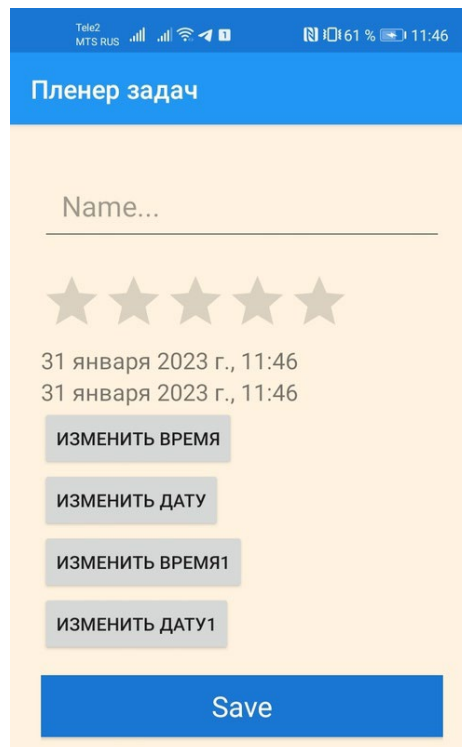 Tele2
MTS RUS
1
61 % 11:46
Пленер задач
Name...
31 января 2023 г., 11:46
31 января 2023 г., 11:46
ИЗМЕНИТЬ ВРЕМЯ
ИЗМЕНИТЬ ДАТУ
ИЗМЕНИТЬ ВРЕМЯ1
ИЗМЕНИТЬ ДАТУ1
Save